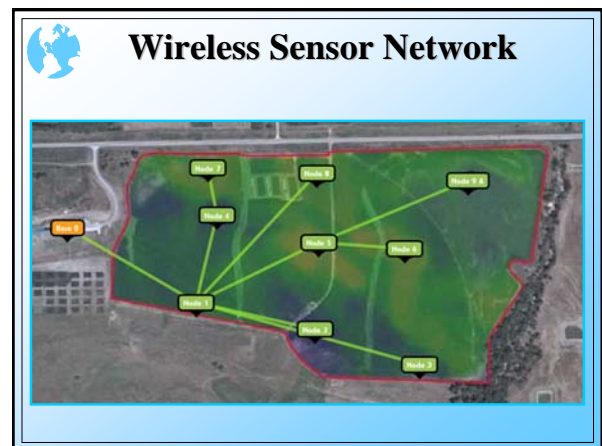 Wireless Sensor Network
Node 7
Node 8
Node 9 A
Node 4
Base 0
Node 5
Node 6
Node 1
Node 2
Node 3